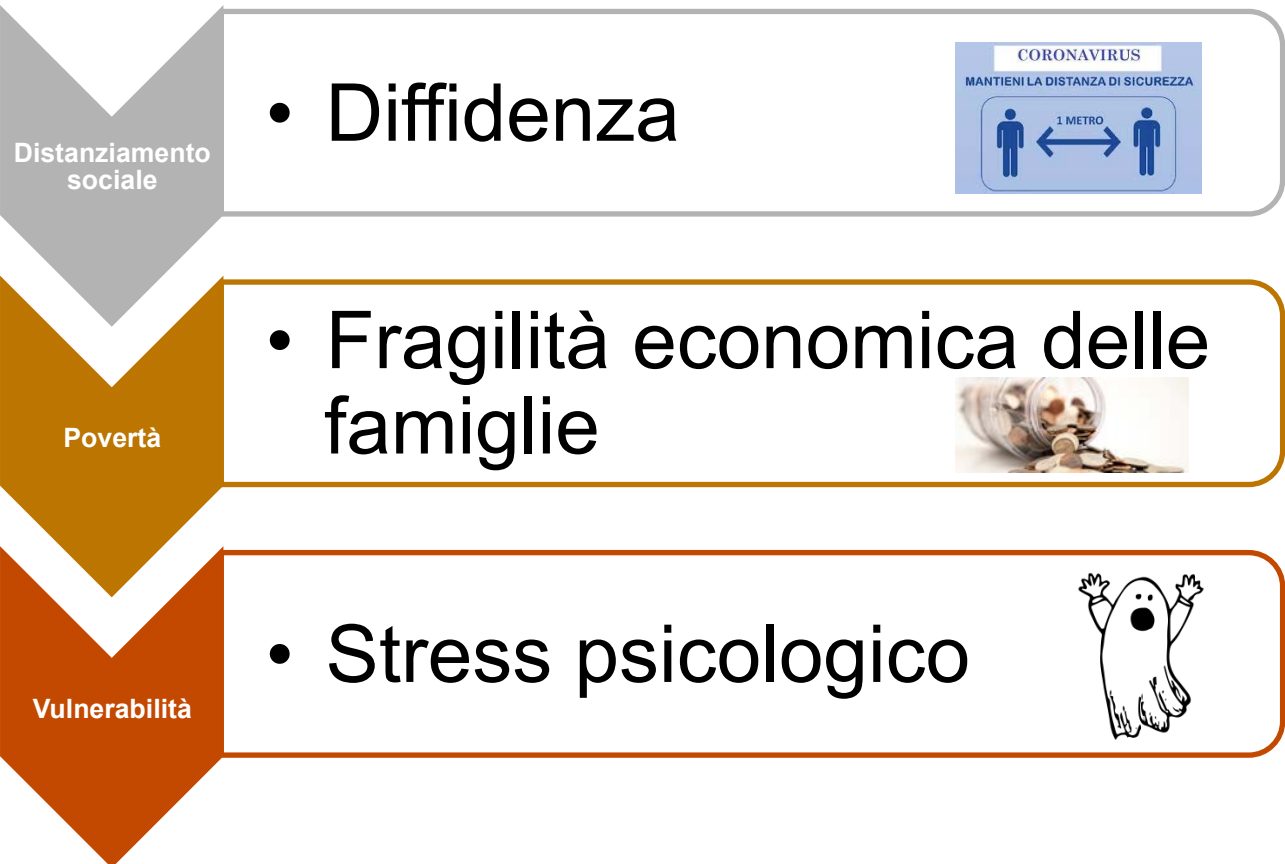 Distanziamento
sociale
• Diffidenza
CORONAVIRUS
MANTIENI LA DISTANZA DI SICUREZZA
1 METRO
Povertà
• Fragilità economica delle
famiglie
Vulnerabilità
• Stress psicologico